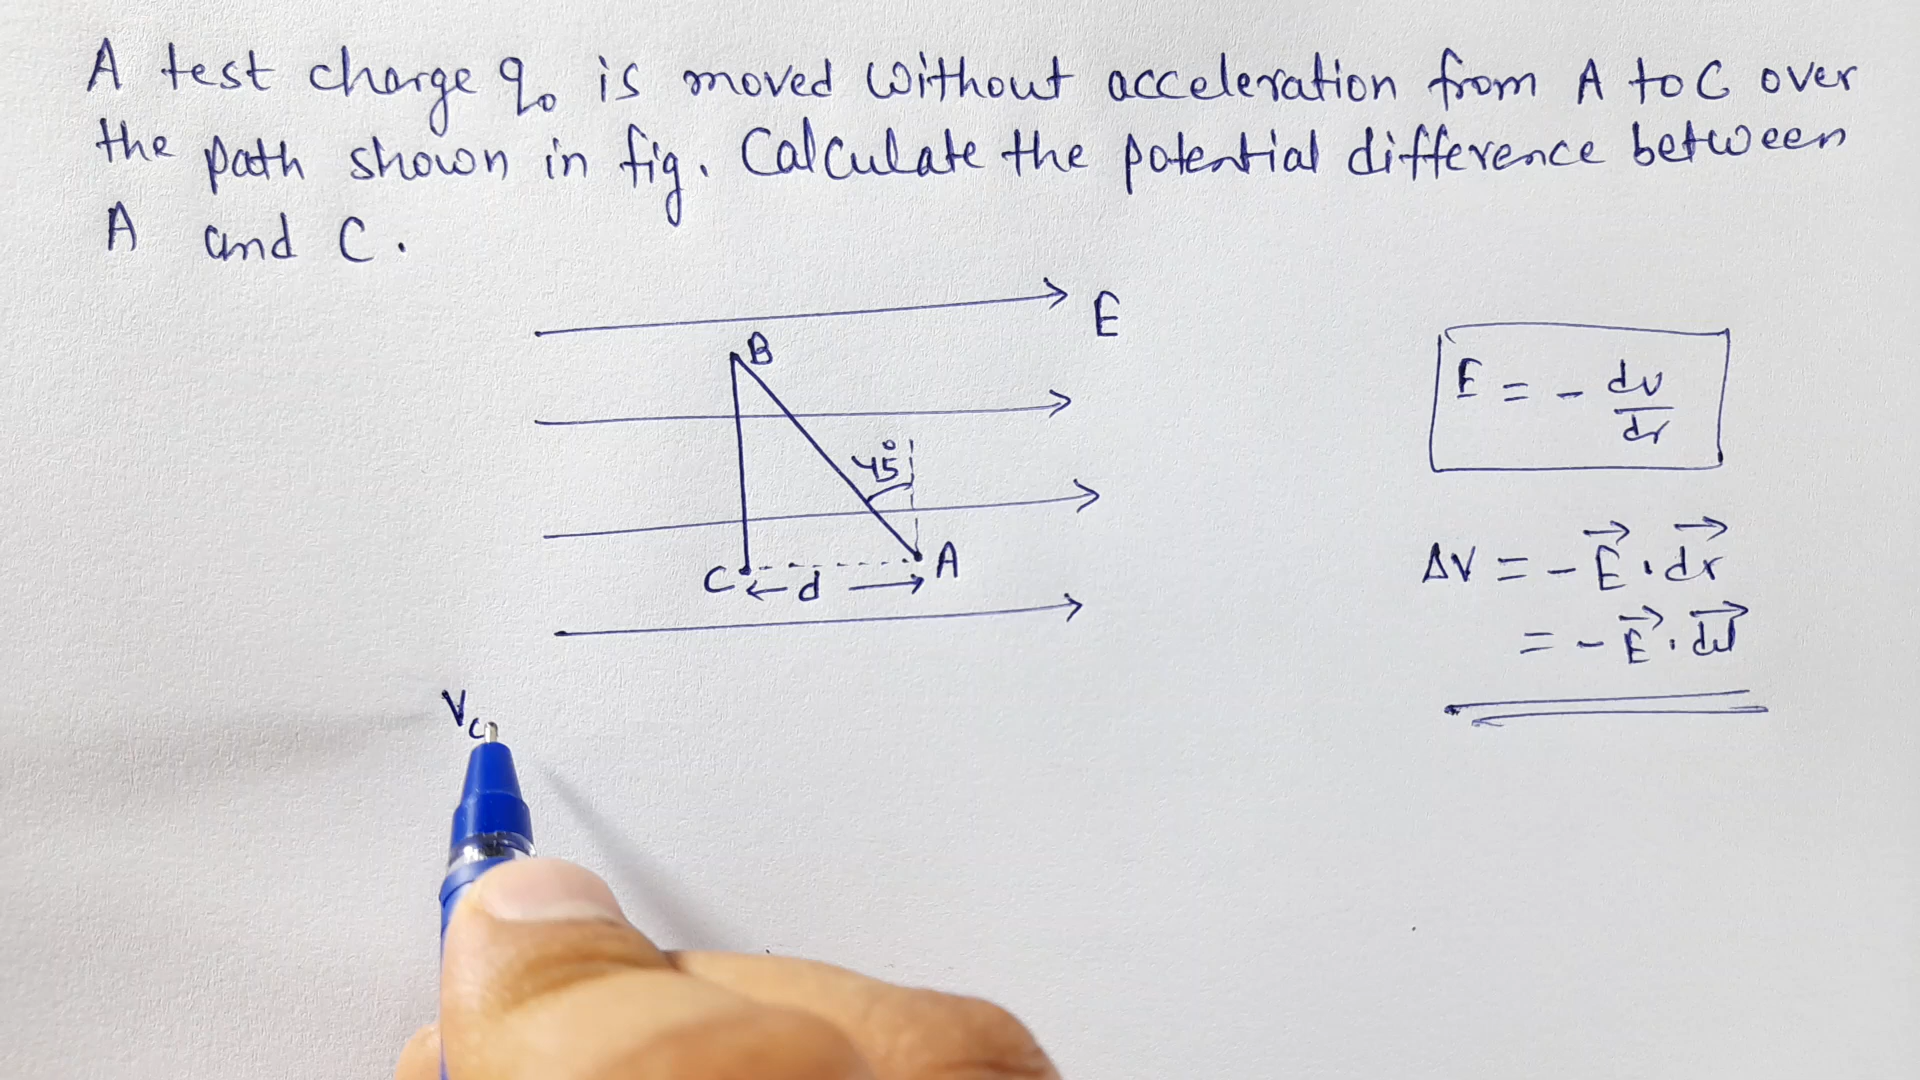 A test charge q₀ is moved without acceleration from A to C over
the path shown in fig. Calculate the potential difference between
A and C.
E
B
45°
C
d
A
E = - dv/dr
ΔV = - E⃗ . dr⃗
= - E⃗ . dl⃗
V_C